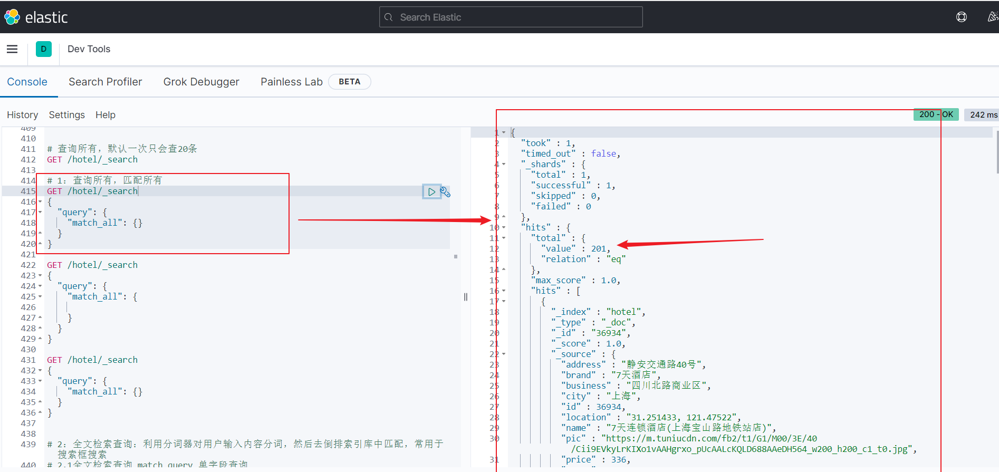 elastic
Search Elastic
D
Dev Tools
Console Search Profiler Grok Debugger Painless Lab BETA
History Settings Help
200 - OK 242 ms
409
410
411 # 查询所有，默认一次只会查20条
412 GET /hotel/_search
413
414 # 1：查询所有，匹配所有
415 GET /hotel/_search
416 {
417 "query": {
418 "match_all": {}
419 }
420 }
421
422 GET /hotel/_search
423 {
424 "query": {
425 "match_all": {
426
427 }
428 }
429 }
430
431 GET /hotel/_search
432 {
433 "query": {
434 "match_all": {}
435 }
436 }
437
438
439 # 2：全文检索查询：利用分词器对用户输入内容分词，然后去倒排索引库中匹配，常用于
搜索框搜索
440 # 2.1全文检索查询 match query 单字段查询
1 {
2 "took" : 1,
3 "timed_out" : false,
4 "_shards" : {
5 "total" : 1,
6 "successful" : 1,
7 "skipped" : 0,
8 "failed" : 0
9 },
10 "hits" : {
11 "total" : {
12 "value" : 201,
13 "relation" : "eq"
14 },
15 "max_score" : 1.0,
16 "hits" : [
17 {
18 "_index" : "hotel",
19 "_type" : "_doc",
20 "_id" : "36934",
21 "_score" : 1.0,
22 "_source" : {
23 "address" : "静安交通路40号",
24 "brand" : "7天酒店",
25 "business" : "四川北路商业区",
26 "city" : "上海",
27 "id" : 36934,
28 "location" : "31.251433, 121.47522",
29 "name" : "7天连锁酒店(上海宝山路地铁站店)",
30 "pic" : "https://m.tuniucdn.com/fb2/t1/G1/M00/3E/40
/Cii9EVkyLrKIXo1vAAHgrxo_pUcAALcKQLD688AAeDH564_w200_h200_c1_t0.jpg",
31 "price" : 336,